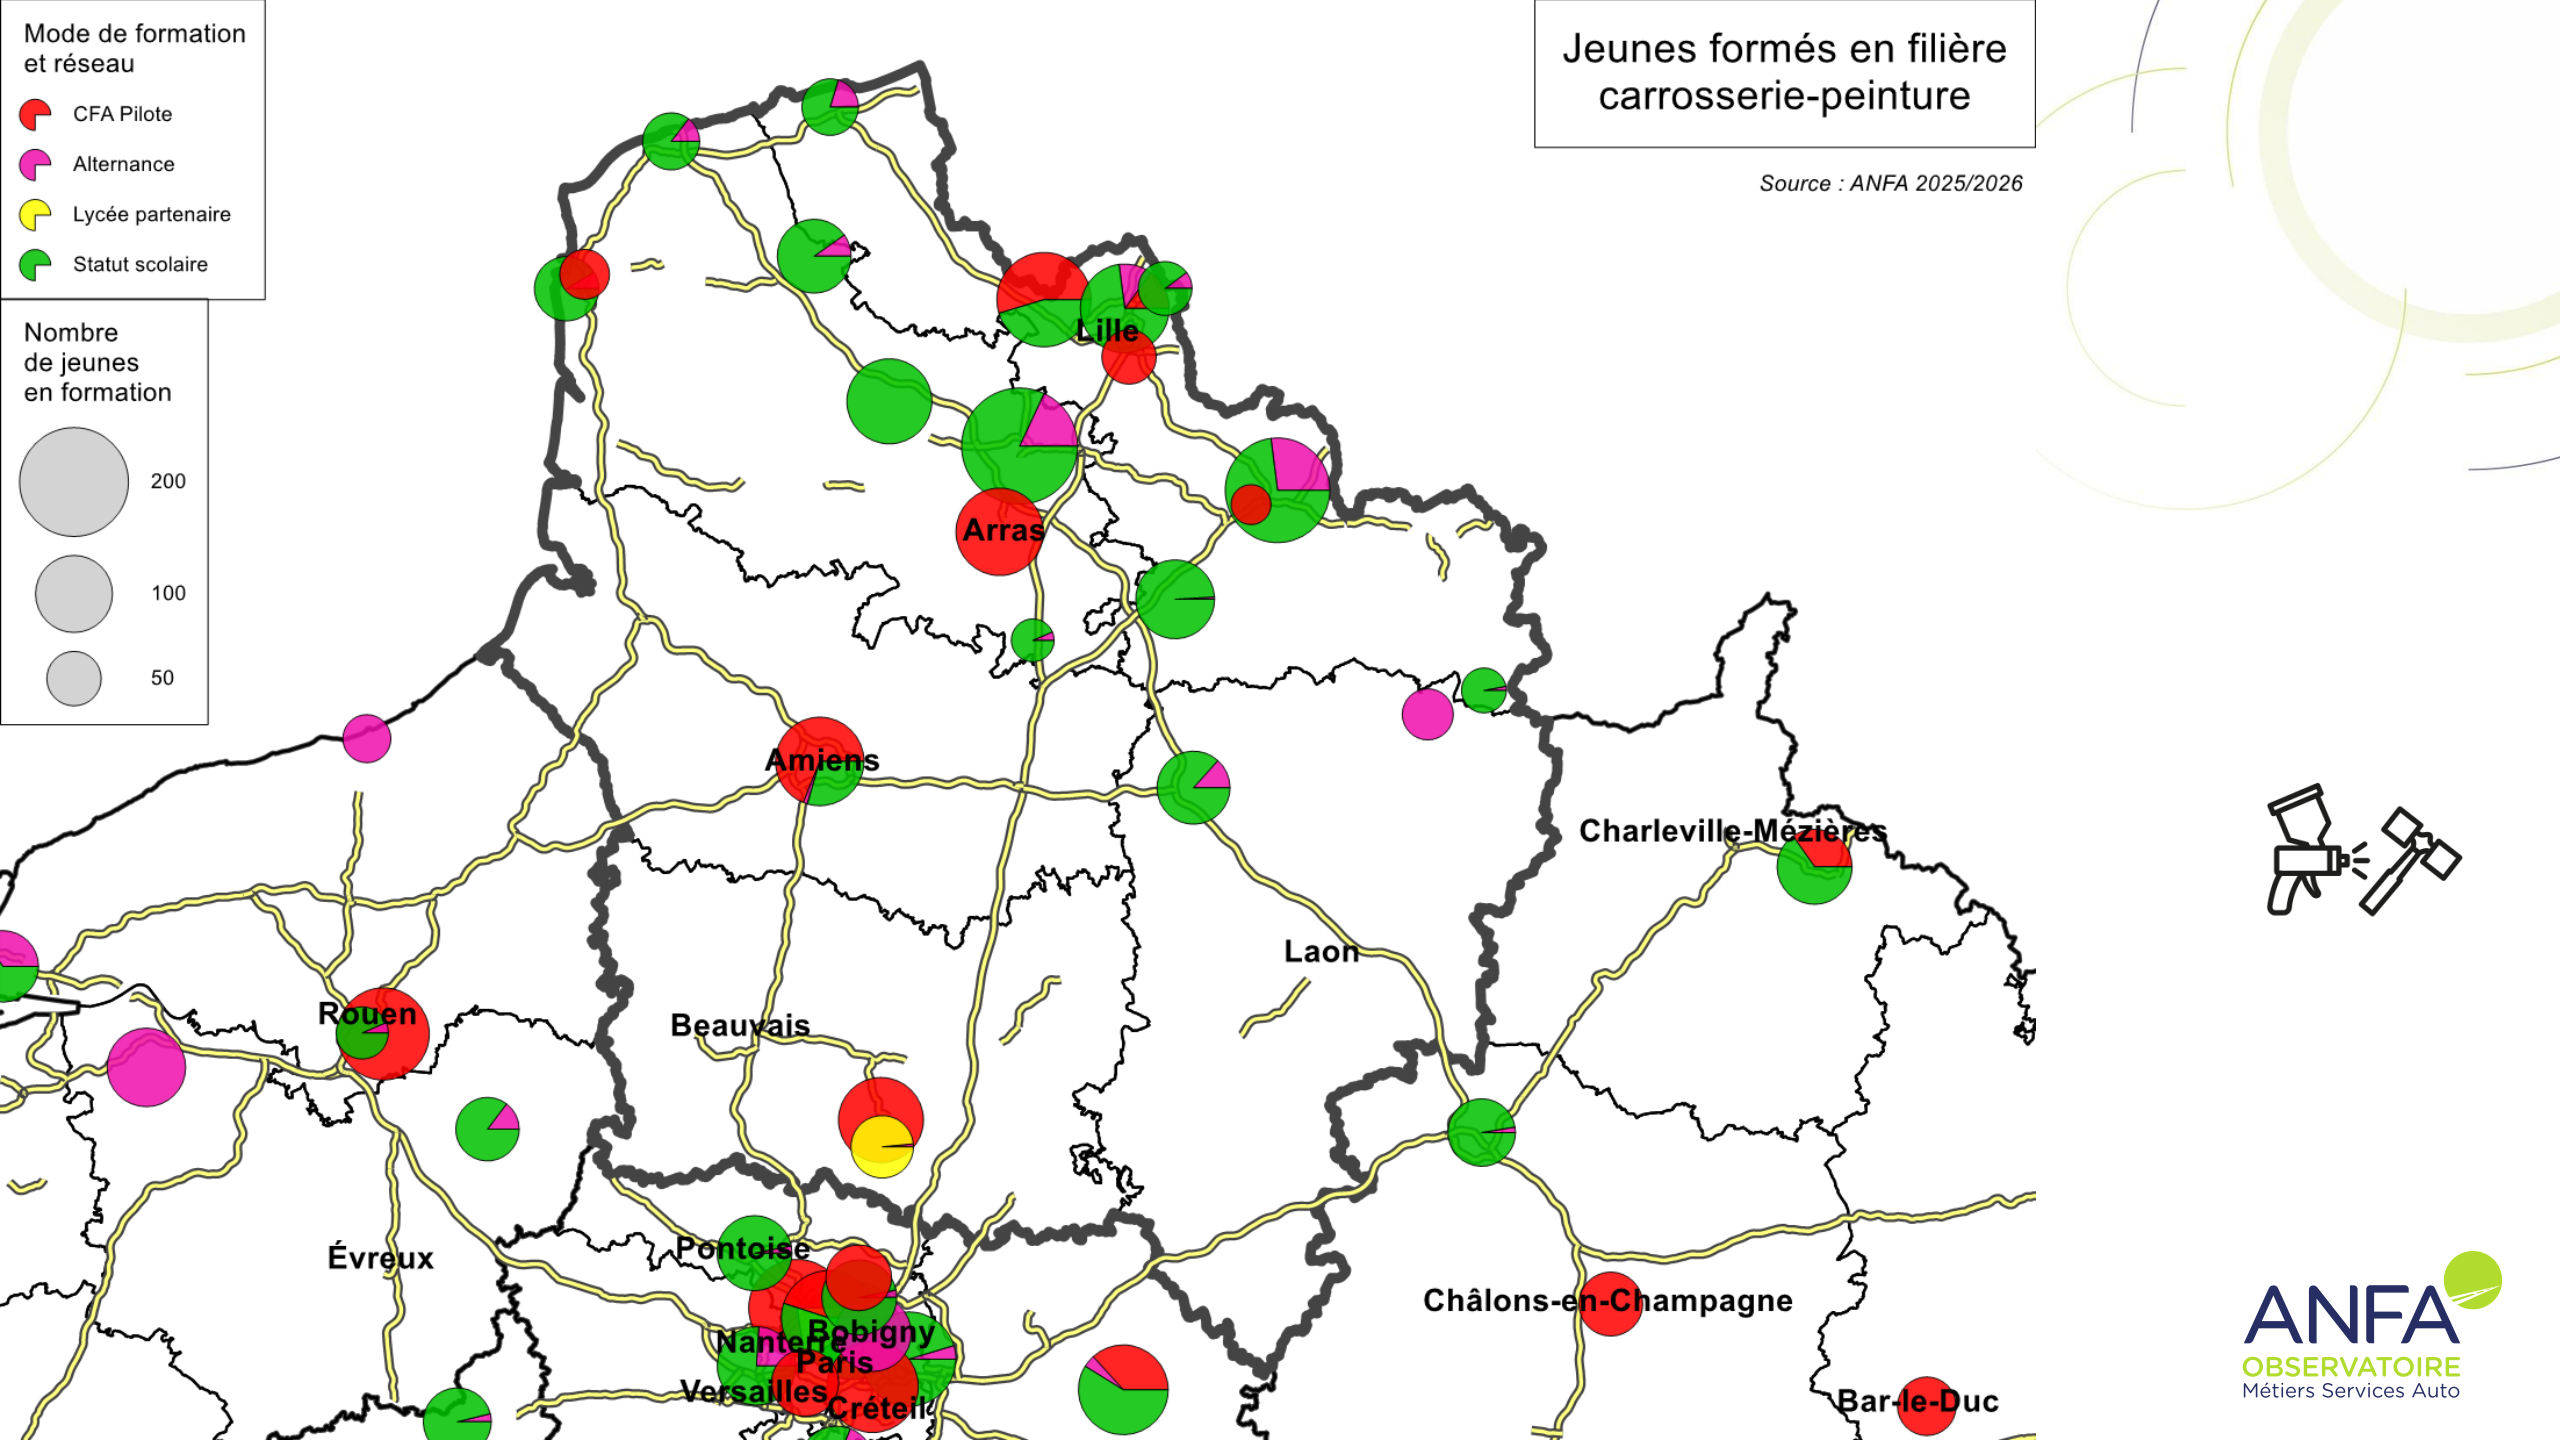 Mode de formation
et réseau
CFA Pilote
Alternance
Lycée partenaire
Statut scolaire
Nombre
de jeunes
en formation
200
100
50
Jeunes formés en filière
carrosserie-peinture
Source : ANFA 2025/2026
Lille
Arras
Amiens
Charleville-Mézières
Laon
Rouen
Beauvais
Pontoise
Évreux
Châlons-en-Champagne
Bobigny
Nanterre
Paris
Versailles
Créteil
Bar-le-Duc
ANFA
OBSERVATOIRE
Métiers Services Auto